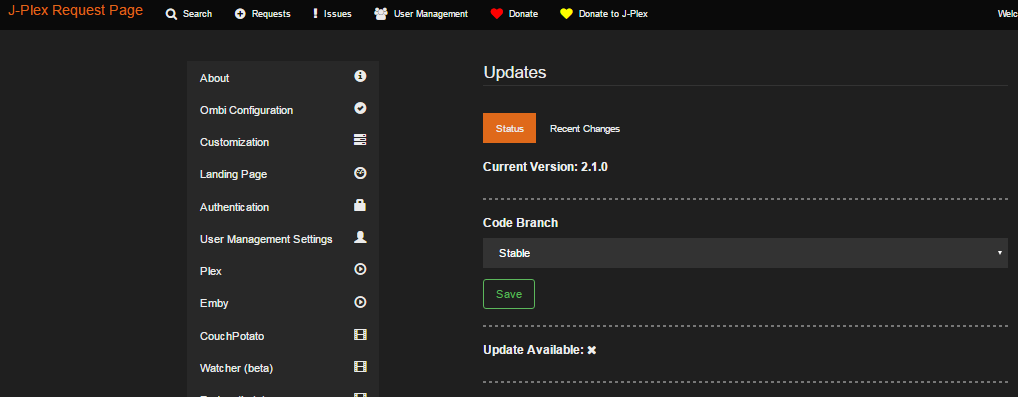 J-Plex Request Page Search Requests Issues User Management Donate Donate to J-Plex Welc
About
Ombi Configuration
Customization
Landing Page
Authentication
User Management Settings
Plex
Emby
CouchPotato
Watcher (beta)
Updates
Status Recent Changes
Current Version: 2.1.0
Code Branch
Stable
Save
Update Available: